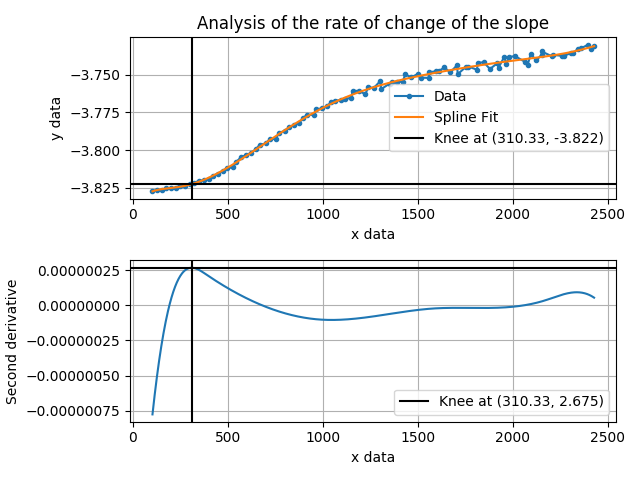 Analysis of the rate of change of the slope
−3.750
−3.775
−3.800
−3.825
y data
Data
Spline Fit
Knee at (310.33, -3.822)
0 500 1000 1500 2000 2500
x data
0.00000025
0.00000000
−0.00000025
−0.00000050
−0.00000075
Second derivative
Knee at (310.33, 2.675)
0 500 1000 1500 2000 2500
x data